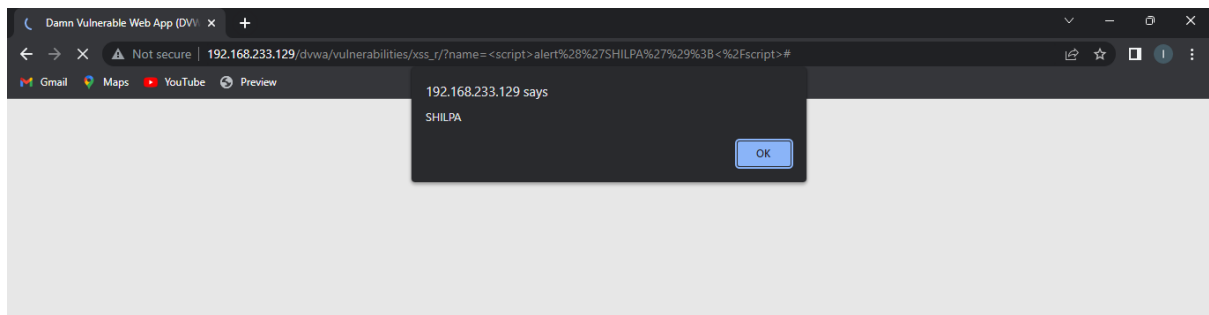 Damn Vulnerable Web App (DVW
Not secure | 192.168.233.129/dvwa/vulnerabilities/xss_r/?name=<script>alert%28%27SHILPA%27%29%3B<%2Fscript>#
Gmail Maps YouTube Preview
192.168.233.129 says
SHILPA
OK